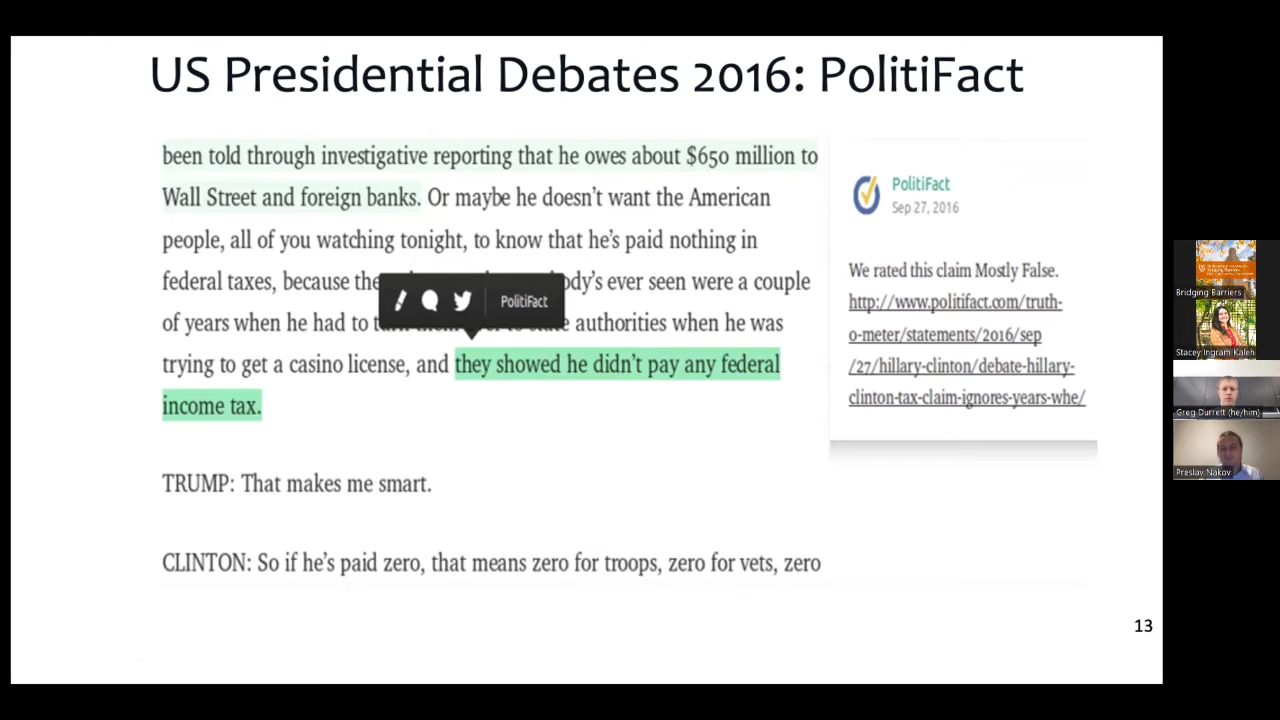 US Presidential Debates 2016: PolitiFact
been told through investigative reporting that he owes about $650 million to
Wall Street and foreign banks. Or maybe he doesn't want the American
people, all of you watching tonight, to know that he's paid nothing in
federal taxes, because the body's ever seen were a couple
of years when he had to authorities when he was
trying to get a casino license, and they showed he didn't pay any federal
income tax.
PolitiFact
TRUMP: That makes me smart.
CLINTON: So if he's paid zero, that means zero for troops, zero for vets, zero
PolitiFact
Sep 27, 2016
We rated this claim Mostly False.
http://www.politifact.com/truth-
o-meter/statements/2016/sep
/27/hillary-clinton/debate-hillary-
clinton-tax-claim-ignores-years-whe/
13
Bridging Barriers
Stacey Ingram Kaleh
Greg Durrett (he/him)
Preslav Nakov